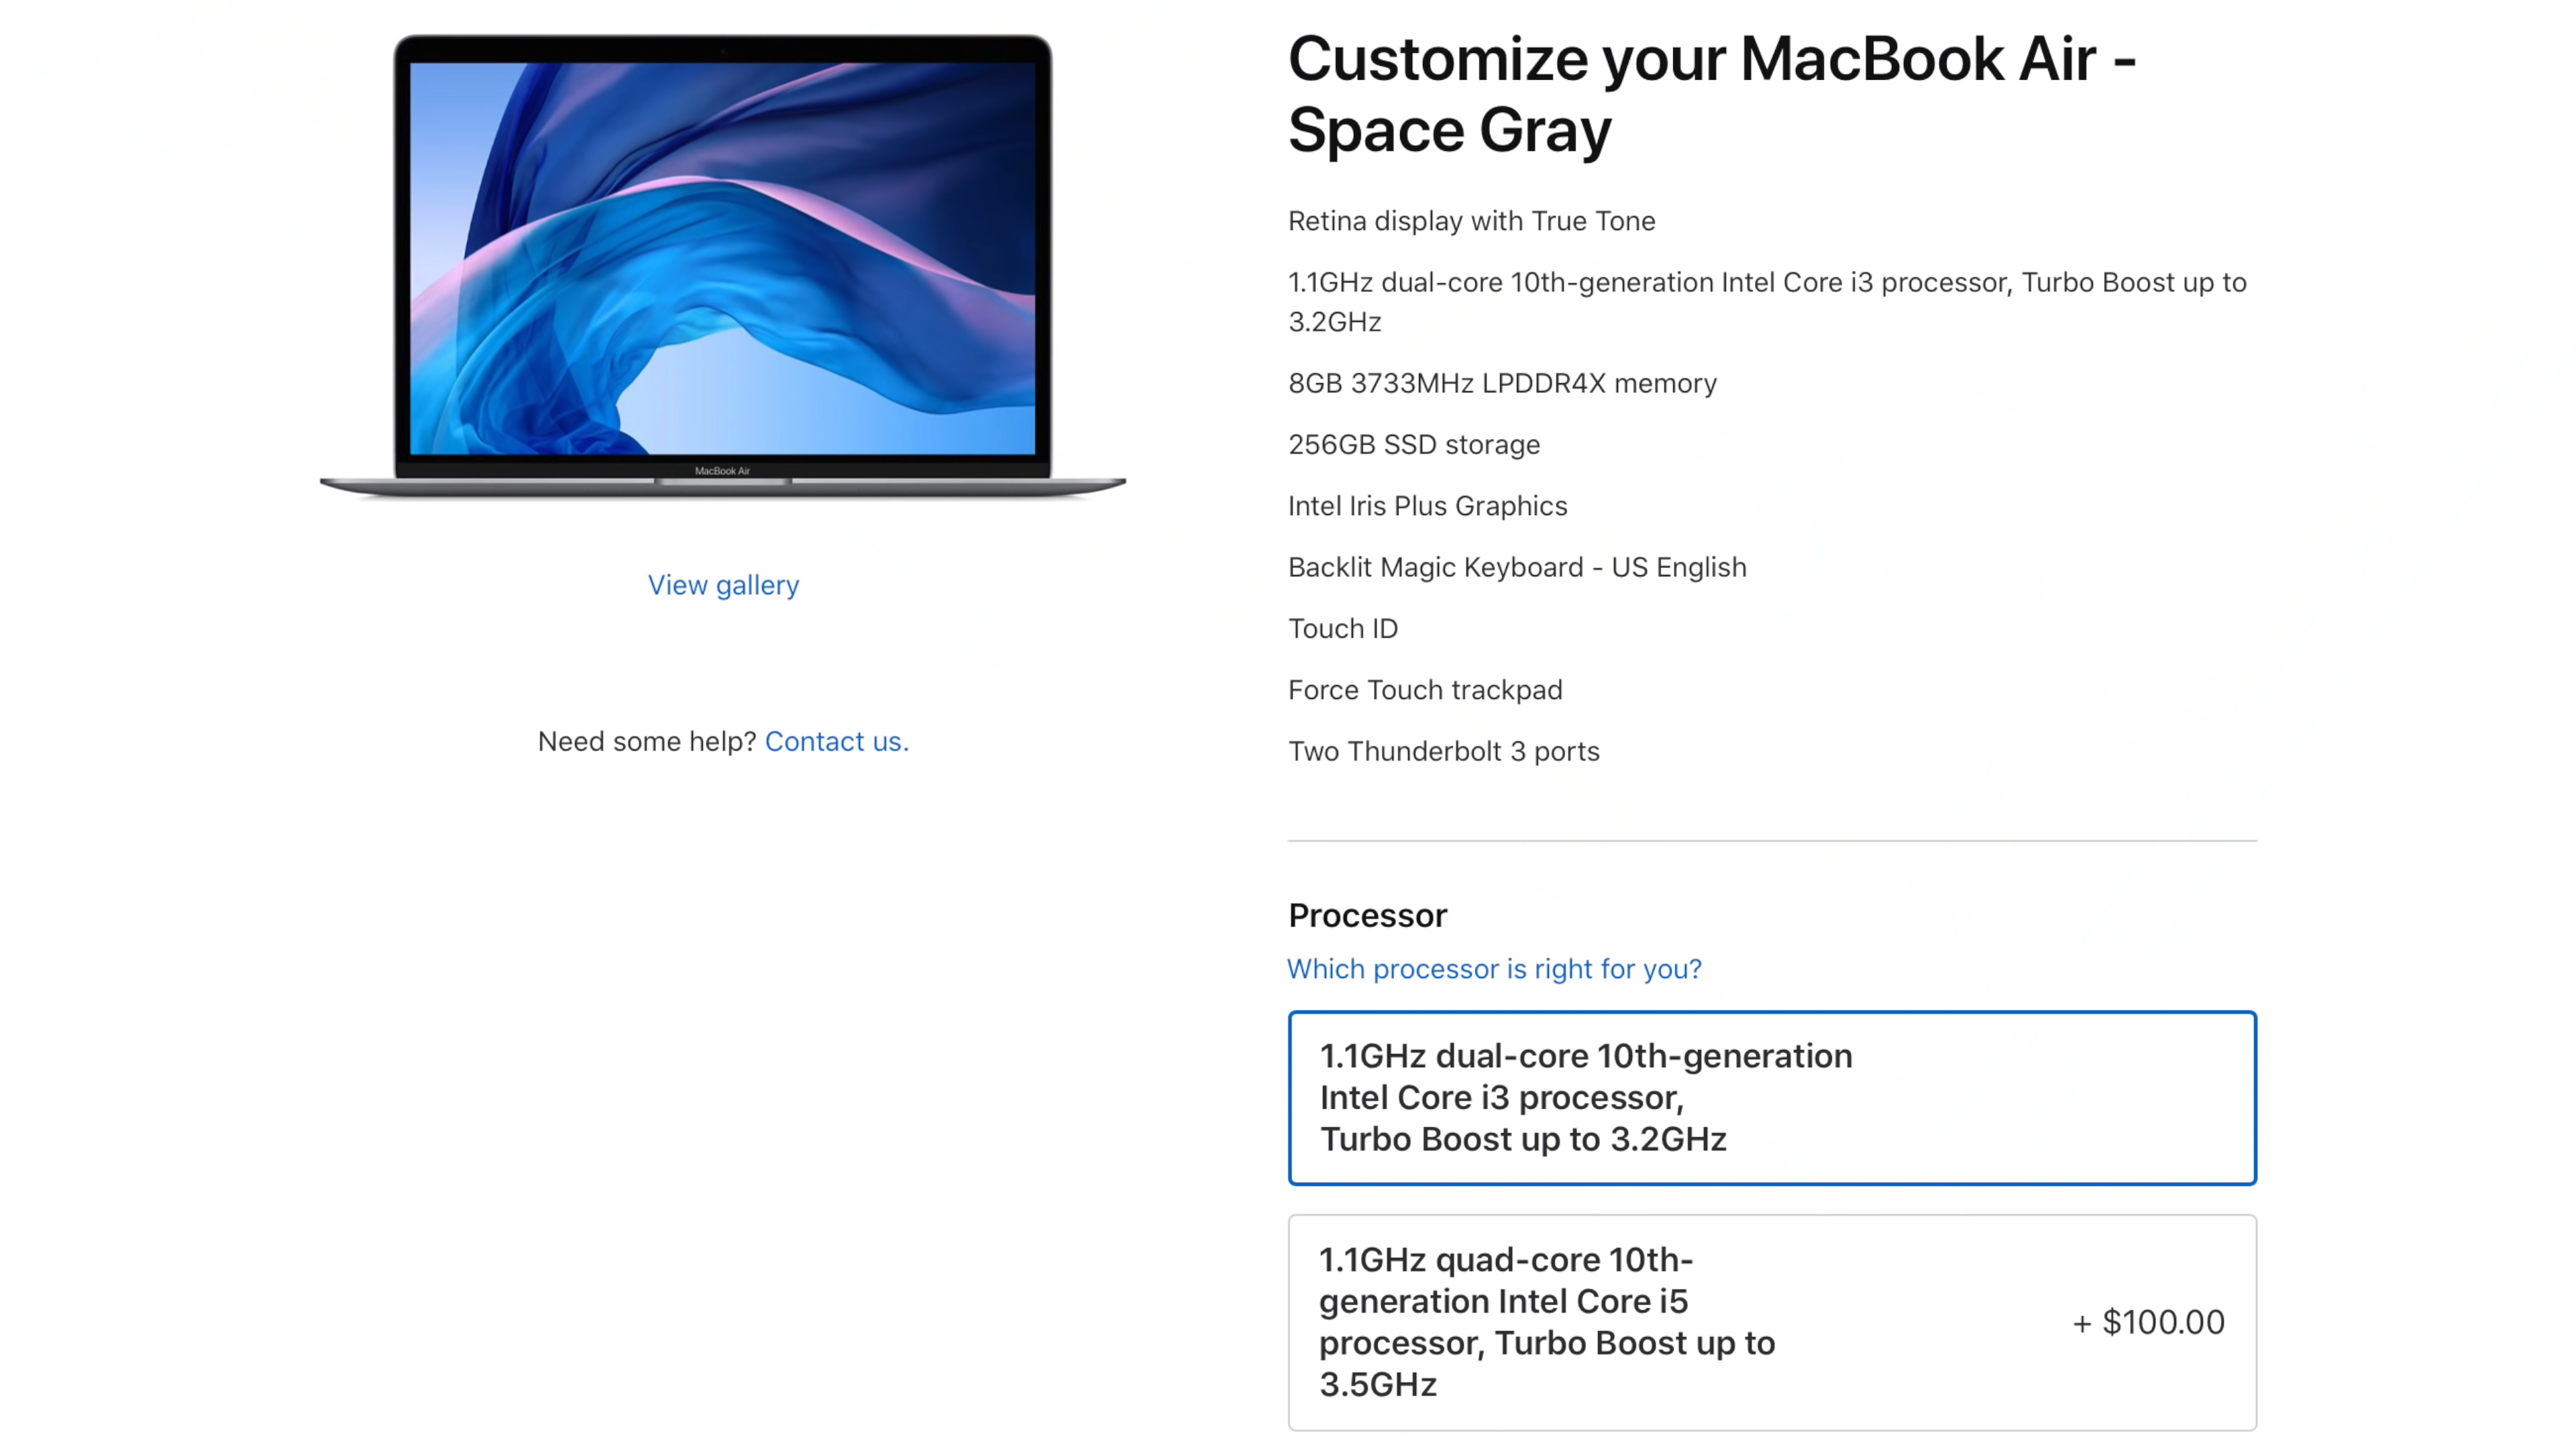 MacBook Air
View gallery
Need some help? Contact us.
Customize your MacBook Air -
Space Gray
Retina display with True Tone
1.1GHz dual-core 10th-generation Intel Core i3 processor, Turbo Boost up to
3.2GHz
8GB 3733MHz LPDDR4X memory
256GB SSD storage
Intel Iris Plus Graphics
Backlit Magic Keyboard - US English
Touch ID
Force Touch trackpad
Two Thunderbolt 3 ports
Processor
Which processor is right for you?
1.1GHz dual-core 10th-generation
Intel Core i3 processor,
Turbo Boost up to 3.2GHz
1.1GHz quad-core 10th-
generation Intel Core i5
processor, Turbo Boost up to
3.5GHz
+ $100.00